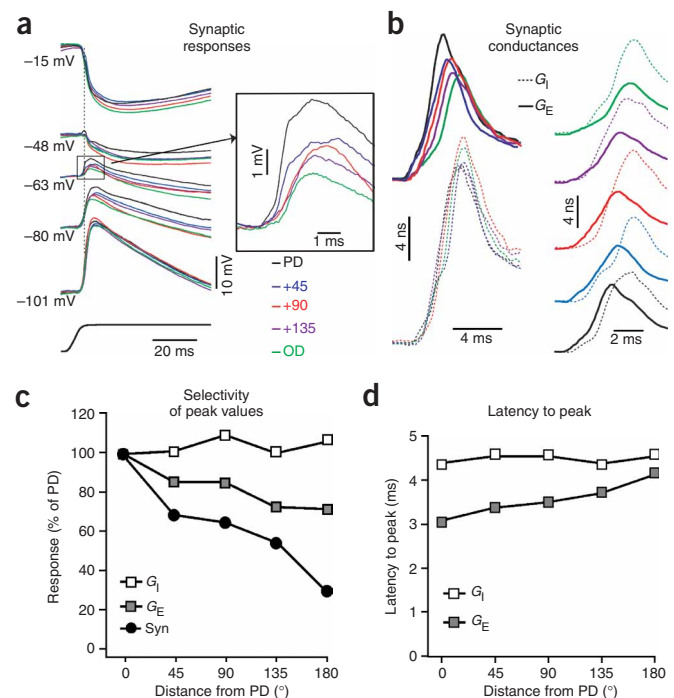 a
Synaptic
responses
–15 mV
–48 mV
–63 mV
–80 mV
–101 mV
1 mV
1 ms
10 mV
20 ms
PD
+45
+90
+135
OD
b
Synaptic
conductances
G_I
G_E
4 ns
4 ms
4 ns
2 ms
c
Selectivity
of peak values
Response (% of PD)
120
100
80
60
40
20
0
G_I
G_E
Syn
0 45 90 135 180
Distance from PD (°)
d
Latency to peak
Latency to peak (ms)
5
4
3
2
1
0
G_I
G_E
0 45 90 135 180
Distance from PD (°)